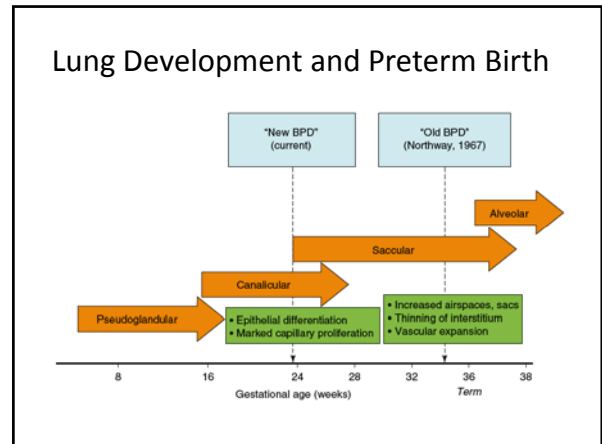 Lung Development and Preterm Birth
"New BPD"
(current)
"Old BPD"
(Northway, 1967)
Alveolar
Saccular
Canalicular
Pseudoglandular
• Epithelial differentiation
• Marked capillary proliferation
• Increased airspaces, sacs
• Thinning of interstitium
• Vascular expansion
8 16 24 28 32 36 38
Gestational age (weeks) Term